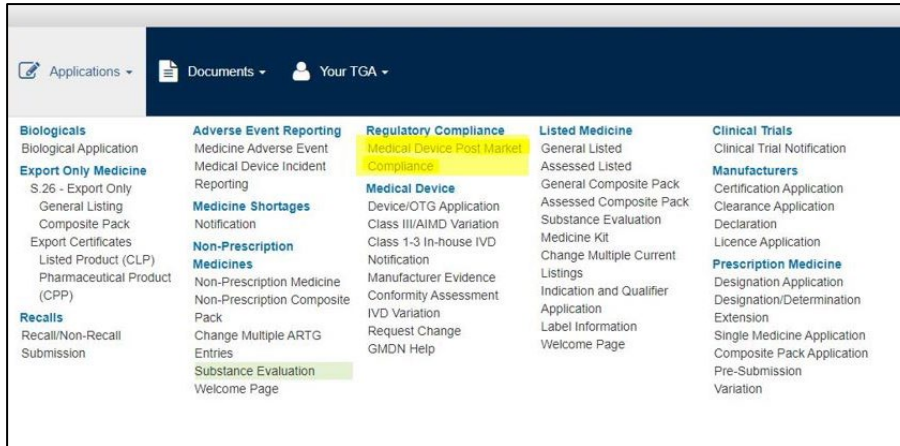 Applications
Documents
Your TGA
Biologicals
Biological Application
Export Only Medicine
S.26 - Export Only
General Listing
Composite Pack
Export Certificates
Listed Product (CLP)
Pharmaceutical Product
(CPP)
Recalls
Recall/Non-Recall
Submission
Adverse Event Reporting
Medicine Adverse Event
Medical Device Incident
Reporting
Medicine Shortages
Notification
Non-Prescription
Medicines
Non-Prescription Medicine
Non-Prescription Composite
Pack
Change Multiple ARTG
Entries
Substance Evaluation
Welcome Page
Regulatory Compliance
Medical Device Post Market
Compliance
Medical Device
Device/OTG Application
Class III/AIMD Variation
Class 1-3 In-house IVD
Notification
Manufacturer Evidence
Conformity Assessment
IVD Variation
Request Change
GMDN Help
Listed Medicine
General Listed
Assessed Listed
General Composite Pack
Assessed Composite Pack
Substance Evaluation
Medicine Kit
Change Multiple Current
Listings
Indication and Qualifier
Application
Label Information
Welcome Page
Clinical Trials
Clinical Trial Notification
Manufacturers
Certification Application
Clearance Application
Declaration
Licence Application
Prescription Medicine
Designation Application
Designation/Determination
Extension
Single Medicine Application
Composite Pack Application
Pre-Submission
Variation